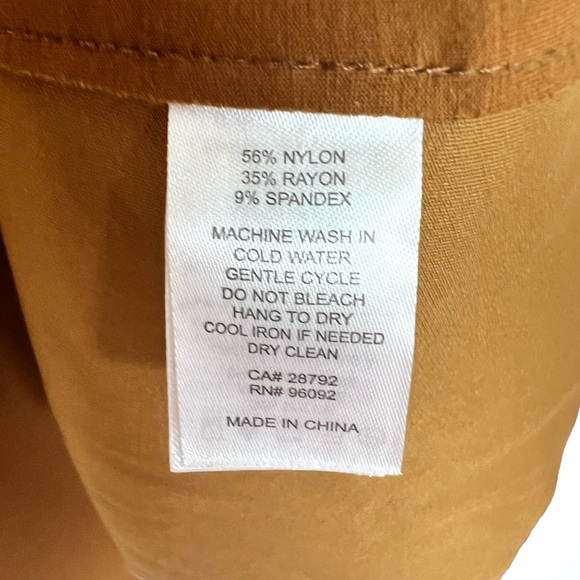 56% NYLON
35% RAYON
9% SPANDEX
MACHINE WASH IN
COLD WATER
GENTLE CYCLE
DO NOT BLEACH
HANG TO DRY
COOL IRON IF NEEDED
DRY CLEAN
CA# 28792
RN# 96092
MADE IN CHINA